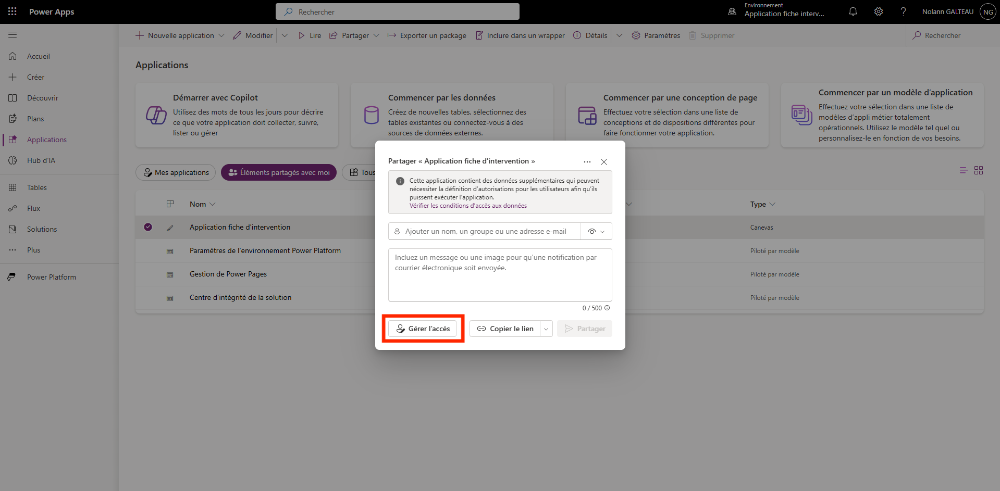 Power Apps
Rechercher
Environnement
Application fiche interv...
Nolann GALTEAU
NG
Nouvelle application
Modifier
Lire
Partager
Exporter un package
Inclure dans un wrapper
Détails
Paramètres
Supprimer
Rechercher
Accueil
Créer
Découvrir
Plans
Applications
Hub d'IA
Tables
Flux
Solutions
Plus
Power Platform
Applications
Démarrer avec Copilot
Utilisez des mots de tous les jours pour décrire
ce que votre application doit collecter, suivre,
lister ou gérer
Commencer par les données
Créez de nouvelles tables, sélectionnez des
tables existantes ou connectez-vous à des
sources de données externes.
Commencer par une conception de page
Effectuez votre sélection dans une liste de
conceptions et de dispositions différentes pour
faire fonctionner votre application.
Commencer par un modèle d'application
Effectuez votre sélection dans une liste de
modèles d'appli métier totalement
opérationnels. Utilisez le modèle tel quel ou
personnalisez-le en fonction de vos besoins.
Mes applications
Éléments partagés avec moi
Tous
Nom
Type
Application fiche d'intervention
Canevas
Paramètres de l'environnement Power Platform
Piloté par modèle
Gestion de Power Pages
Piloté par modèle
Centre d'intégrité de la solution
Piloté par modèle
Partager « Application fiche d'intervention »
Cette application contient des données supplémentaires qui peuvent
nécessiter la définition d'autorisations pour les utilisateurs afin qu'ils
puissent exécuter l'application.
Vérifier les conditions d'accès aux données
Ajouter un nom, un groupe ou une adresse e-mail
Incluez un message ou une image pour qu'une notification par
courrier électronique soit envoyée.
0 / 500
Gérer l'accès
Copier le lien
Partager